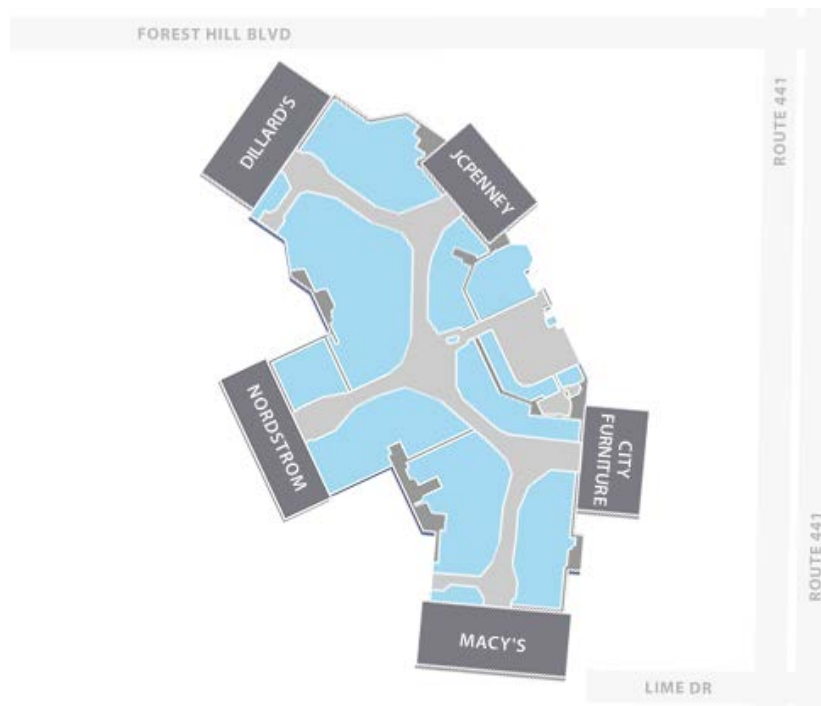 FOREST HILL BLVD
ROUTE 441
DILLARD'S
JCPENNEY
NORDSTROM
CITY
FURNITURE
ROUTE 441
MACY'S
LIME DR